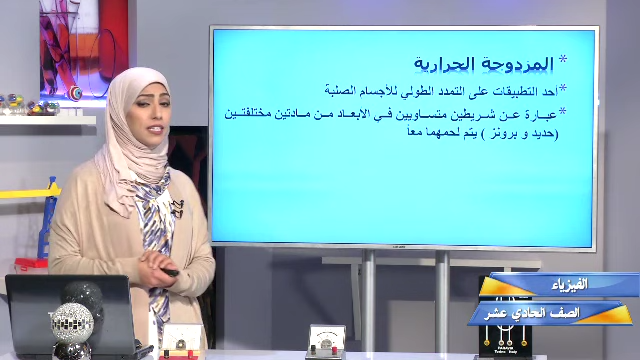 * المزدوجة الحرارية
* احد التطبيقات على التمدد الطولي للأجسام الصلبة
* عبارة عن شريطين متساويين في الابعاد من مادتين مختلفتين
(حديد و برونز ) يتم لحمهما معاً
الفيزياء
الصف الحادي عشر